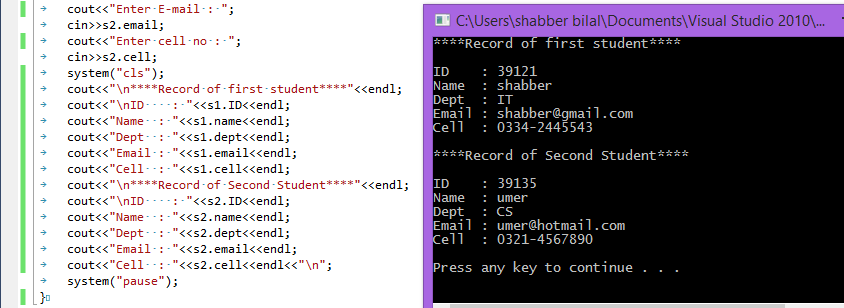 cout<<"Enter E-mail : ";
cin>>s2.email;
cout<<"Enter cell no : ";
cin>>s2.cell;
system("cls");
cout<<"\n****Record of first student****"<<endl;
cout<<"\nID    : "<<s1.ID<<endl;
cout<<"Name  : "<<s1.name<<endl;
cout<<"Dept  : "<<s1.dept<<endl;
cout<<"Email : "<<s1.email<<endl;
cout<<"Cell  : "<<s1.cell<<endl;
cout<<"\n****Record of Second Student****"<<endl;
cout<<"\nID    : "<<s2.ID<<endl;
cout<<"Name  : "<<s2.name<<endl;
cout<<"Dept  : "<<s2.dept<<endl;
cout<<"Email : "<<s2.email<<endl;
cout<<"Cell  : "<<s2.cell<<endl<<"\n";
system("pause");
}
C:\Users\shabber bilal\Documents\Visual Studio 2010\...
****Record of first student****
ID    : 39121
Name  : shabber
Dept  : IT
Email : shabber@gmail.com
Cell  : 0334-2445543
****Record of Second Student****
ID    : 39135
Name  : umer
Dept  : CS
Email : umer@hotmail.com
Cell  : 0321-4567890
Press any key to continue . . .